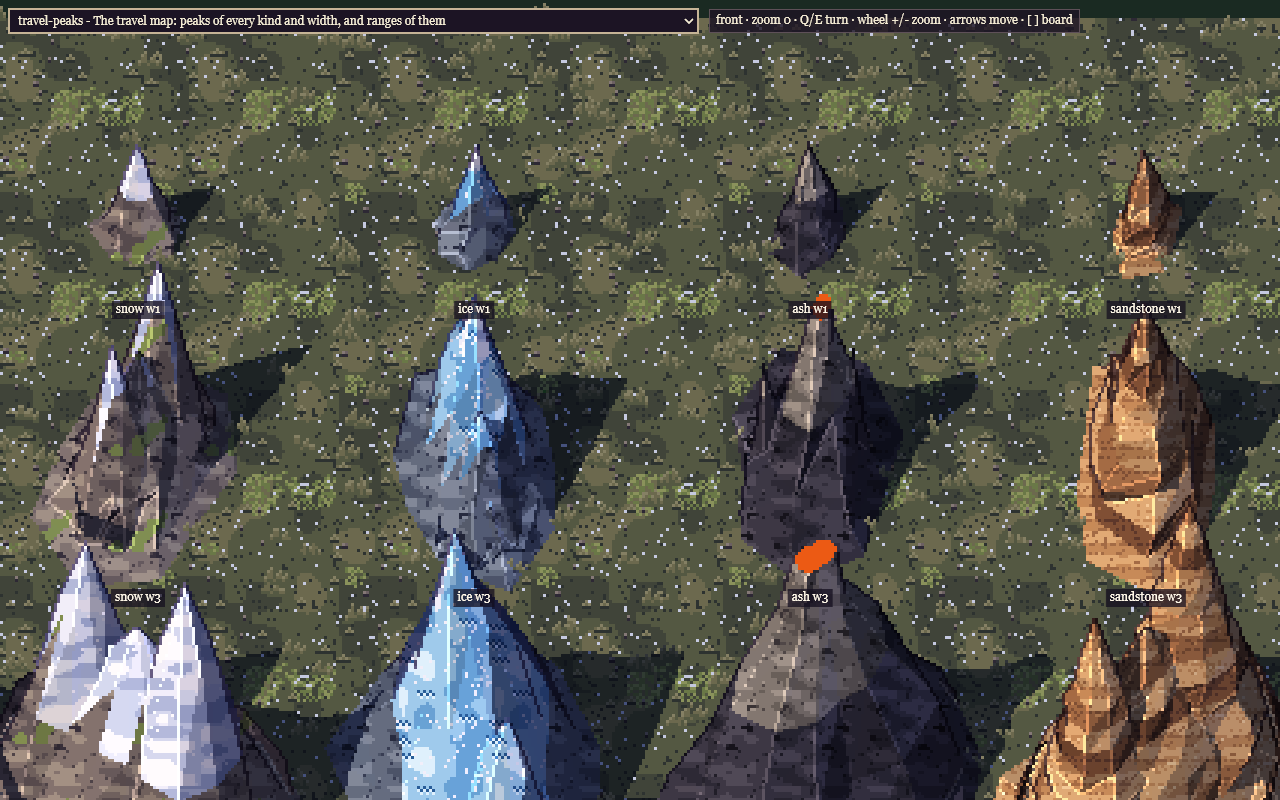 travel-peaks - The travel map: peaks of every kind and width, and ranges of them
front · zoom 0 · Q/E turn · wheel +/- zoom · arrows move · [ ] board
snow w1
ice w1
ash w1
sandstone w1
snow w3
ice w3
ash w3
sandstone w3